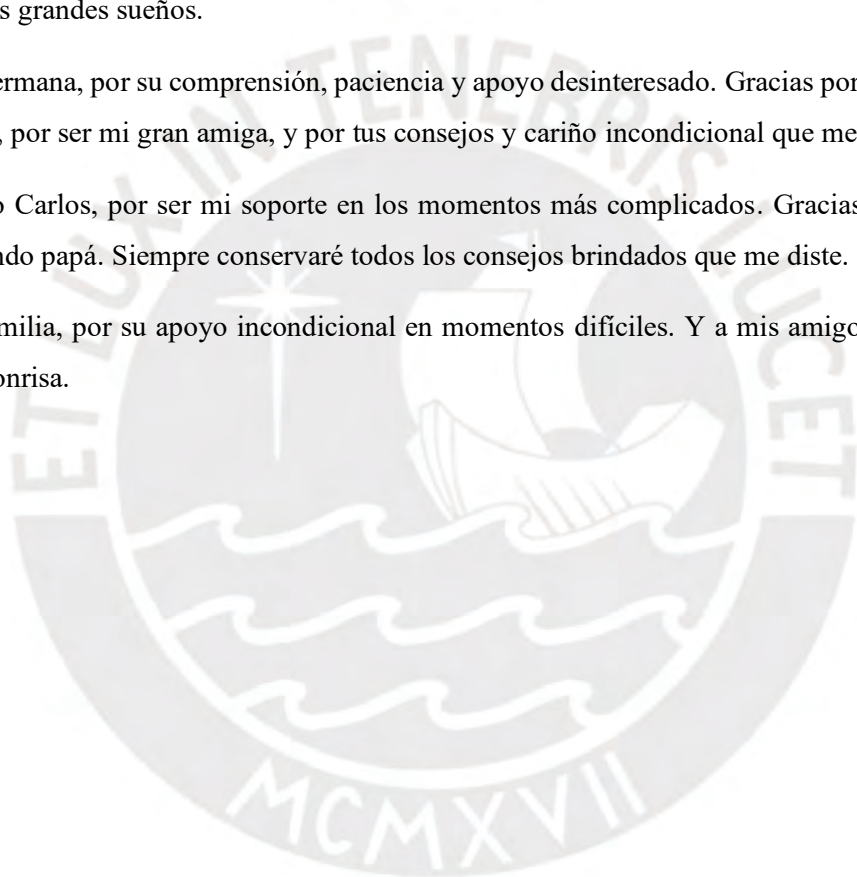 s grandes sueños.
ermana, por su comprensión, paciencia y apoyo desinteresado. Gracias por
, por ser mi gran amiga, y por tus consejos y cariño incondicional que me
o Carlos, por ser mi soporte en los momentos más complicados. Gracias
ndo papá. Siempre conservaré todos los consejos brindados que me diste.
milia, por su apoyo incondicional en momentos difíciles. Y a mis amigo
onrisa.
ET LUX IN TENEBRIS LUCET
MCMXVII